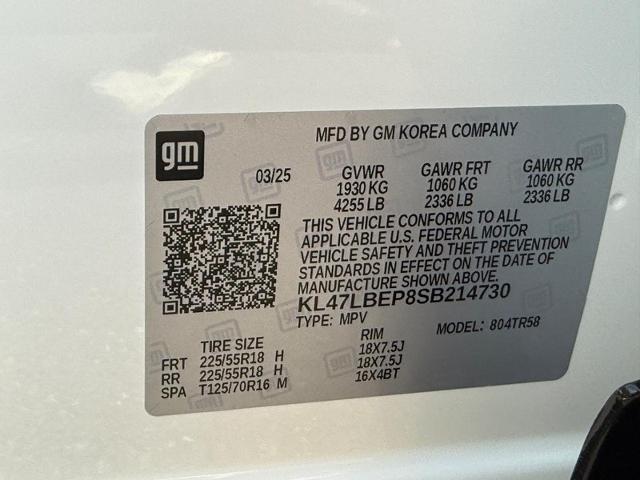 gm
MFD BY GM KOREA COMPANY
03/25 GVWR GAWR FRT GAWR RR
1930 KG 1060 KG 1060 KG
4255 LB 2336 LB 2336 LB
THIS VEHICLE CONFORMS TO ALL
APPLICABLE U.S. FEDERAL MOTOR
VEHICLE SAFETY AND THEFT PREVENTION
STANDARDS IN EFFECT ON THE DATE OF
MANUFACTURE SHOWN ABOVE.
KL47LBEP8SB214730
TYPE: MPV MODEL: 804TR58
TIRE SIZE RIM
FRT 225/55R18 H 18X7.5J
RR 225/55R18 H 18X7.5J
SPA T125/70R16 M 16X4BT